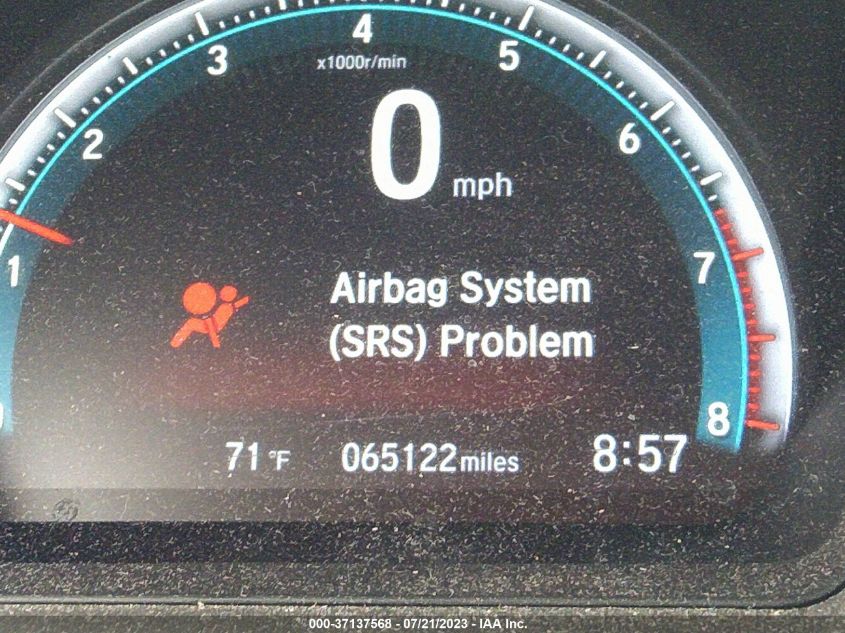 4
3
5
x1000r/min
2
6
0 mph
1
7
Airbag System
(SRS) Problem
8
71 °F 065122 miles 8:57
000-37137568 - 07/21/2023 - IAA Inc.